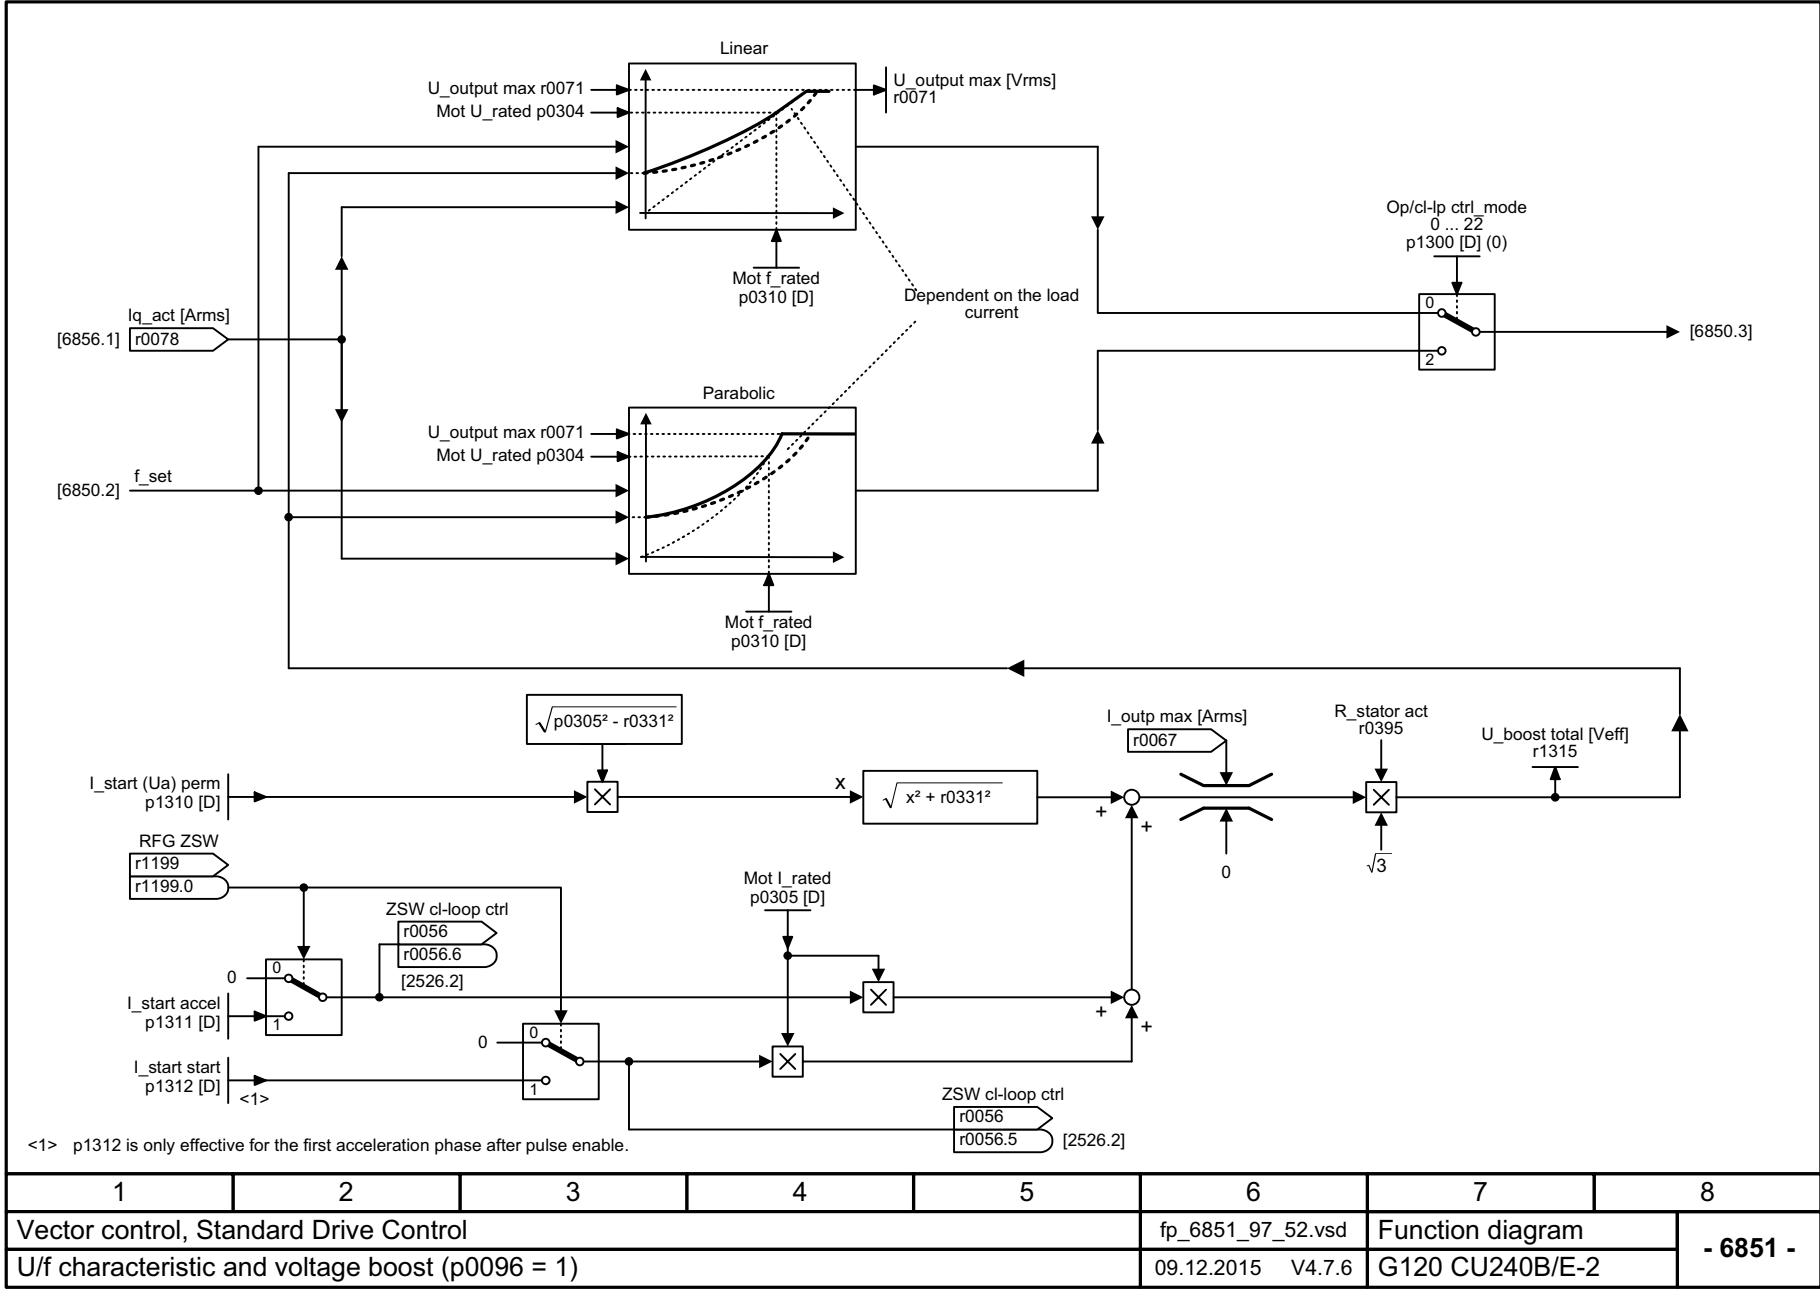 Linear
U_output max r0071
Mot U_rated p0304
U_output max [Vrms]
r0071
Mot f_rated
p0310 [D]
Op/cl-lp ctrl_mode
0 ... 22
p1300 [D] (0)
0
2
[6850.3]
Dependent on the load
current
Iq_act [Arms]
[6856.1]
r0078
Parabolic
U_output max r0071
Mot U_rated p0304
f_set
[6850.2]
Mot f_rated
p0310 [D]
√p0305² - r0331²
I_start (Ua) perm
p1310 [D]
x
√x² + r0331²
+
+
I_outp max [Arms]
r0067
0
R_stator act
r0395
√3
U_boost total [Veff]
r1315
RFG ZSW
r1199
r1199.0
ZSW cl-loop ctrl
r0056
r0056.6
[2526.2]
Mot I_rated
p0305 [D]
0
0
I_start accel
p1311 [D]
1
+
+
0
0
I_start start
p1312 [D]
<1>
1
ZSW cl-loop ctrl
r0056
r0056.5
[2526.2]
<1> p1312 is only effective for the first acceleration phase after pulse enable.
1 2 3 4 5 6 7 8
Vector control, Standard Drive Control
fp_6851_97_52.vsd
Function diagram
- 6851 -
U/f characteristic and voltage boost (p0096 = 1)
09.12.2015 V4.7.6
G120 CU240B/E-2